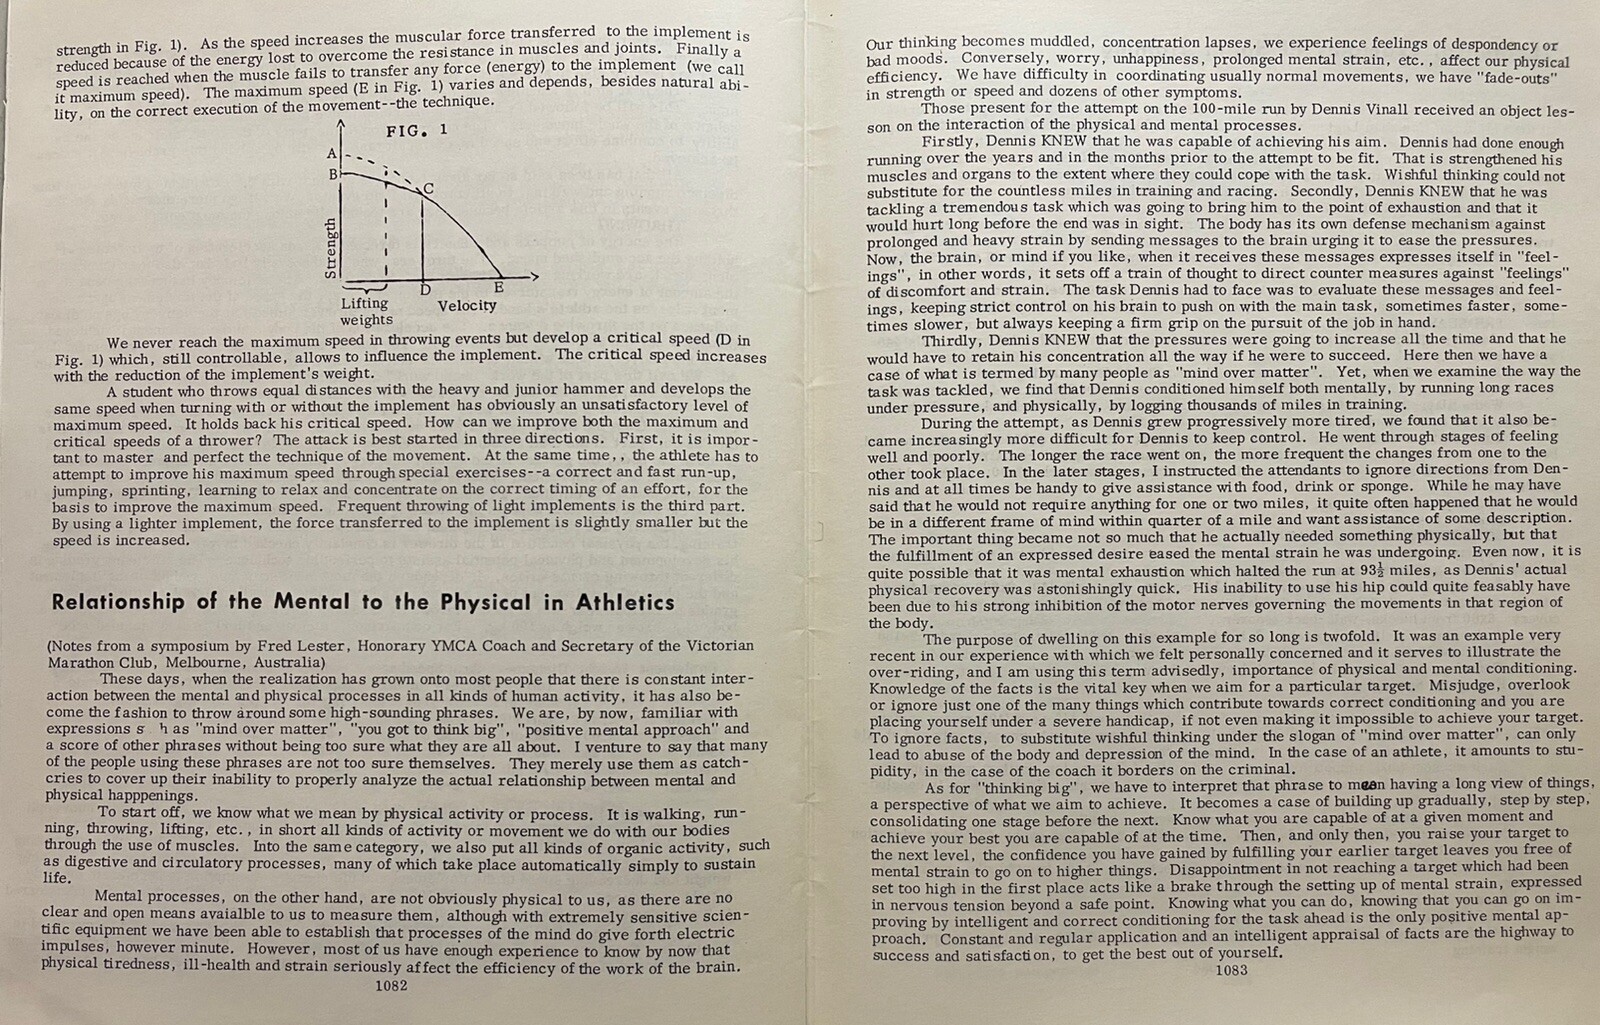 strength in Fig. 1). As the speed increases the muscular force transferred to the implement is
reduced because of the energy lost to overcome the resistance in muscles and joints. Finally a
speed is reached when the muscle fails to transfer any force (energy) to the implement (we call
it maximum speed). The maximum speed (E in Fig. 1) varies and depends, besides natural abi-
lity, on the correct execution of the movement--the technique.
FIG. 1
A
B
C
Strength
D
E
Lifting
weights
Velocity
We never reach the maximum speed in throwing events but develop a critical speed (D in
Fig. 1) which, still controllable, allows to influence the implement. The critical speed increases
with the reduction of the implement's weight.
A student who throws equal distances with the heavy and junior hammer and develops the
same speed when turning with or without the implement has obviously an unsatisfactory level of
maximum speed. It holds back his critical speed. How can we improve both the maximum and
critical speeds of a thrower? The attack is best started in three directions. First, it is impor-
tant to master and perfect the technique of the movement. At the same time,, the athlete has to
attempt to improve his maximum speed through special exercises--a correct and fast run-up,
jumping, sprinting, learning to relax and concentrate on the correct timing of an effort, for the
basis to improve the maximum speed. Frequent throwing of light implements is the third part.
By using a lighter implement, the force transferred to the implement is slightly smaller but the
speed is increased.
Relationship of the Mental to the Physical in Athletics
(Notes from a symposium by Fred Lester, Honorary YMCA Coach and Secretary of the Victorian
Marathon Club, Melbourne, Australia)
These days, when the realization has grown onto most people that there is constant inter-
action between the mental and physical processes in all kinds of human activity, it has also be-
come the fashion to throw around some high-sounding phrases. We are, by now, familiar with
expressions s h as "mind over matter", "you got to think big", "positive mental approach" and
a score of other phrases without being too sure what they are all about. I venture to say that many
of the people using these phrases are not too sure themselves. They merely use them as catch-
cries to cover up their inability to properly analyze the actual relationship between mental and
physical happpenings.
To start off, we know what we mean by physical activity or process. It is walking, run-
ning, throwing, lifting, etc., in short all kinds of activity or movement we do with our bodies
through the use of muscles. Into the same category, we also put all kinds of organic activity, such
as digestive and circulatory processes, many of which take place automatically simply to sustain
life.
Mental processes, on the other hand, are not obviously physical to us, as there are no
clear and open means avaialble to us to measure them, although with extremely sensitive scien-
tific equipment we have been able to establish that processes of the mind do give forth electric
impulses, however minute. However, most of us have enough experience to know by now that
physical tiredness, ill-health and strain seriously affect the efficiency of the work of the brain.
1082
Our thinking becomes muddled, concentration lapses, we experience feelings of despondency or
bad moods. Conversely, worry, unhappiness, prolonged mental strain, etc., affect our physical
efficiency. We have difficulty in coordinating usually normal movements, we have "fade-outs"
in strength or speed and dozens of other symptoms.
Those present for the attempt on the 100-mile run by Dennis Vinall received an object les-
son on the interaction of the physical and mental processes.
Firstly, Dennis KNEW that he was capable of achieving his aim. Dennis had done enough
running over the years and in the months prior to the attempt to be fit. That is strengthened his
muscles and organs to the extent where they could cope with the task. Wishful thinking could not
substitute for the countless miles in training and racing. Secondly, Dennis KNEW that he was
tackling a tremendous task which was going to bring him to the point of exhaustion and that it
would hurt long before the end was in sight. The body has its own defense mechanism against
prolonged and heavy strain by sending messages to the brain urging it to ease the pressures.
Now, the brain, or mind if you like, when it receives these messages expresses itself in "feel-
ings", in other words, it sets off a train of thought to direct counter measures against "feelings"
of discomfort and strain. The task Dennis had to face was to evaluate these messages and feel-
ings, keeping strict control on his brain to push on with the main task, sometimes faster, some-
times slower, but always keeping a firm grip on the pursuit of the job in hand.
Thirdly, Dennis KNEW that the pressures were going to increase all the time and that he
would have to retain his concentration all the way if he were to succeed. Here then we have a
case of what is termed by many people as "mind over matter". Yet, when we examine the way the
task was tackled, we find that Dennis conditioned himself both mentally, by running long races
under pressure, and physically, by logging thousands of miles in training.
During the attempt, as Dennis grew progressively more tired, we found that it also be-
came increasingly more difficult for Dennis to keep control. He went through stages of feeling
well and poorly. The longer the race went on, the more frequent the changes from one to the
other took place. In the later stages, I instructed the attendants to ignore directions from Den-
nis and at all times be handy to give assistance with food, drink or sponge. While he may have
said that he would not require anything for one or two miles, it quite often happened that he would
be in a different frame of mind within quarter of a mile and want assistance of some description.
The important thing became not so much that he actually needed something physically, but that
the fulfillment of an expressed desire eased the mental strain he was undergoing. Even now, it is
quite possible that it was mental exhaustion which halted the run at 93½ miles, as Dennis' actual
physical recovery was astonishingly quick. His inability to use his hip could quite feasably have
been due to his strong inhibition of the motor nerves governing the movements in that region of
the body.
The purpose of dwelling on this example for so long is twofold. It was an example very
recent in our experience with which we felt personally concerned and it serves to illustrate the
over-riding, and I am using this term advisedly, importance of physical and mental conditioning.
Knowledge of the facts is the vital key when we aim for a particular target. Misjudge, overlook
or ignore just one of the many things which contribute towards correct conditioning and you are
placing yourself under a severe handicap, if not even making it impossible to achieve your target.
To ignore facts, to substitute wishful thinking under the slogan of "mind over matter", can only
lead to abuse of the body and depression of the mind. In the case of an athlete, it amounts to stu-
pidity, in the case of the coach it borders on the criminal.
As for "thinking big", we have to interpret that phrase to mean having a long view of things,
a perspective of what we aim to achieve. It becomes a case of building up gradually, step by step,
consolidating one stage before the next. Know what you are capable of at a given moment and
achieve your best you are capable of at the time. Then, and only then, you raise your target to
the next level, the confidence you have gained by fulfilling your earlier target leaves you free of
mental strain to go on to higher things. Disappointment in not reaching a target which had been
set too high in the first place acts like a brake through the setting up of mental strain, expressed
in nervous tension beyond a safe point. Knowing what you can do, knowing that you can go on im-
proving by intelligent and correct conditioning for the task ahead is the only positive mental ap-
proach. Constant and regular application and an intelligent appraisal of facts are the highway to
success and satisfaction, to get the best out of yourself.
1083